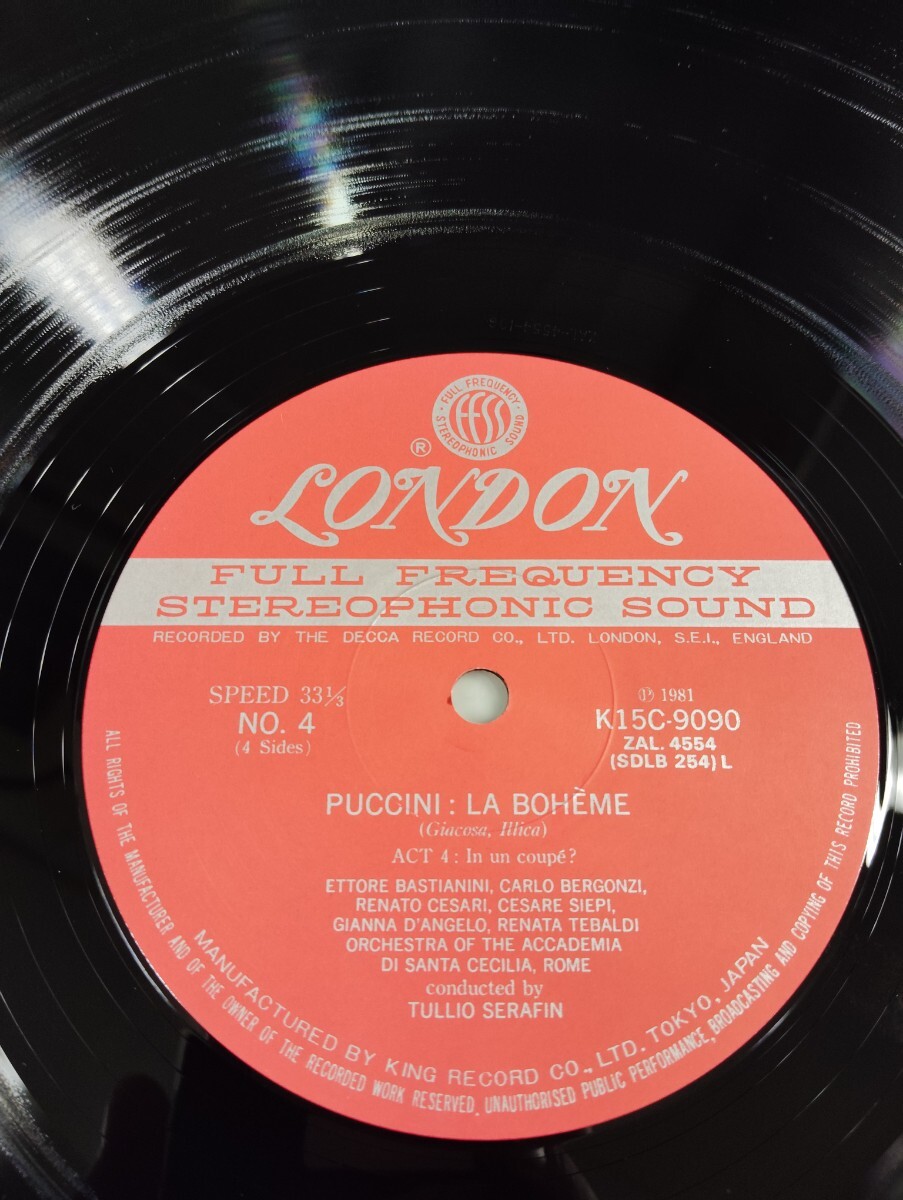 FULL FREQUENCY
ffss
STEREOPHONIC SOUND
®
LONDON
FULL FREQUENCY
STEREOPHONIC SOUND
RECORDED BY THE DECCA RECORD CO., LTD. LONDON, S.E.I., ENGLAND
SPEED 33⅓
NO. 4
(4 Sides)
℗ 1981
K15C-9090
ZAL. 4554
(SDLB 254) L
PUCCINI : LA BOHÈME
(Giacosa, Illica)
ACT 4 : In un coupé?
ETTORE BASTIANINI, CARLO BERGONZI,
RENATO CESARI, CESARE SIEPI,
GIANNA D'ANGELO, RENATA TEBALDI
ORCHESTRA OF THE ACCADEMIA
DI SANTA CECILIA, ROME
conducted by
TULLIO SERAFIN
MANUFACTURED BY KING RECORD CO., LTD. TOKYO, JAPAN
ALL RIGHTS OF THE MANUFACTURER AND OF THE OWNER OF THE RECORDED WORK RESERVED. UNAUTHORISED PUBLIC PERFORMANCE, BROADCASTING AND COPYING OF THIS RECORD PROHIBITED